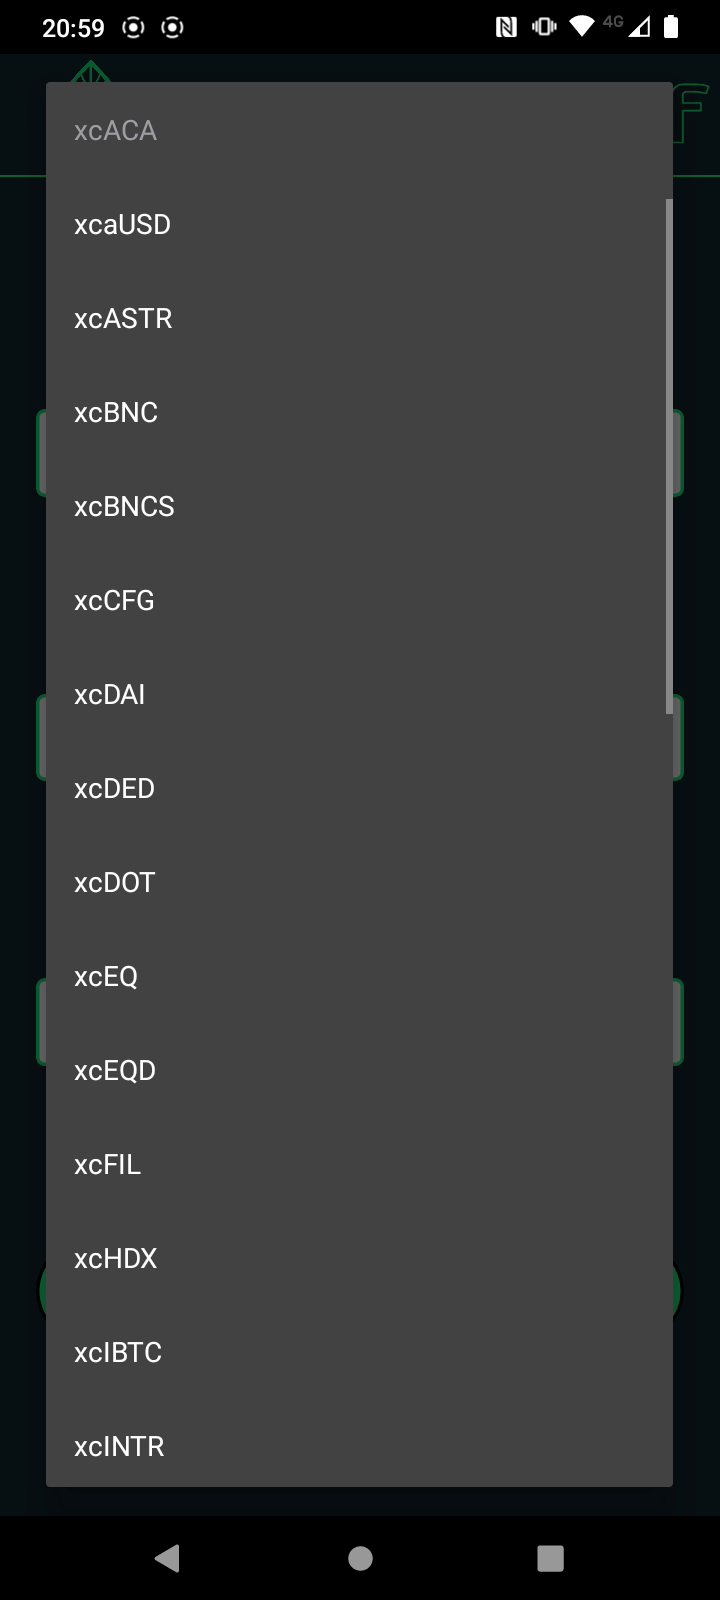 20:59
4G
f
xcACA
xcaUSD
xcASTR
xcBNC
xcBNCS
xcCFG
xcDAI
xcDED
xcDOT
xcEQ
xcEQD
xcFIL
xcHDX
xcIBTC
xcINTR